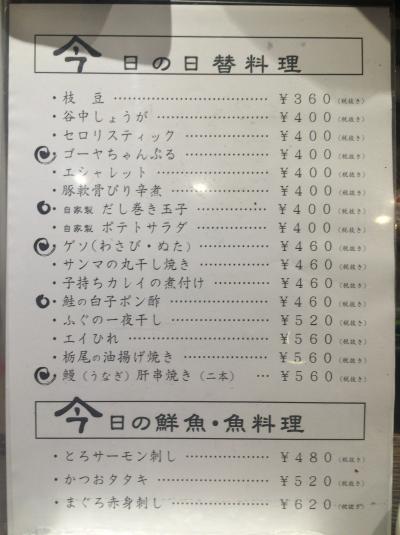 今日の日替料理
・枝豆 ………………………… ¥360(税抜き)
・谷中しょうが ………………… ¥400(税抜き)
・セロリスティック …………… ¥400(税抜き)
・ゴーヤちゃんぷる …………… ¥400(税抜き)
・エシャレット ………………… ¥400(税抜き)
・豚軟骨ぴり辛煮 ……………… ¥400(税抜き)
・自家製 だし巻き玉子 ………… ¥400(税抜き)
・自家製 ポテトサラダ ………… ¥400(税抜き)
・ゲソ(わさび・ぬた) ………… ¥460(税抜き)
・サンマの丸干し焼き ………… ¥460(税抜き)
・子持ちカレイの煮付け ……… ¥460(税抜き)
・鮭の白子ポン酢 ……………… ¥460(税抜き)
・ふぐの一夜干し ……………… ¥520(税抜き)
・エイひれ ……………………… ¥560(税抜き)
・栃尾の油揚げ焼き …………… ¥560(税抜き)
・鰻(うなぎ)肝串焼き(二本) … ¥560(税抜き)
今日の鮮魚・魚料理
・とろサーモン刺し …………… ¥480(税抜き)
・かつおタタキ ………………… ¥520(税抜き)
・まぐろ赤身刺し ……………… ¥620(税抜き)